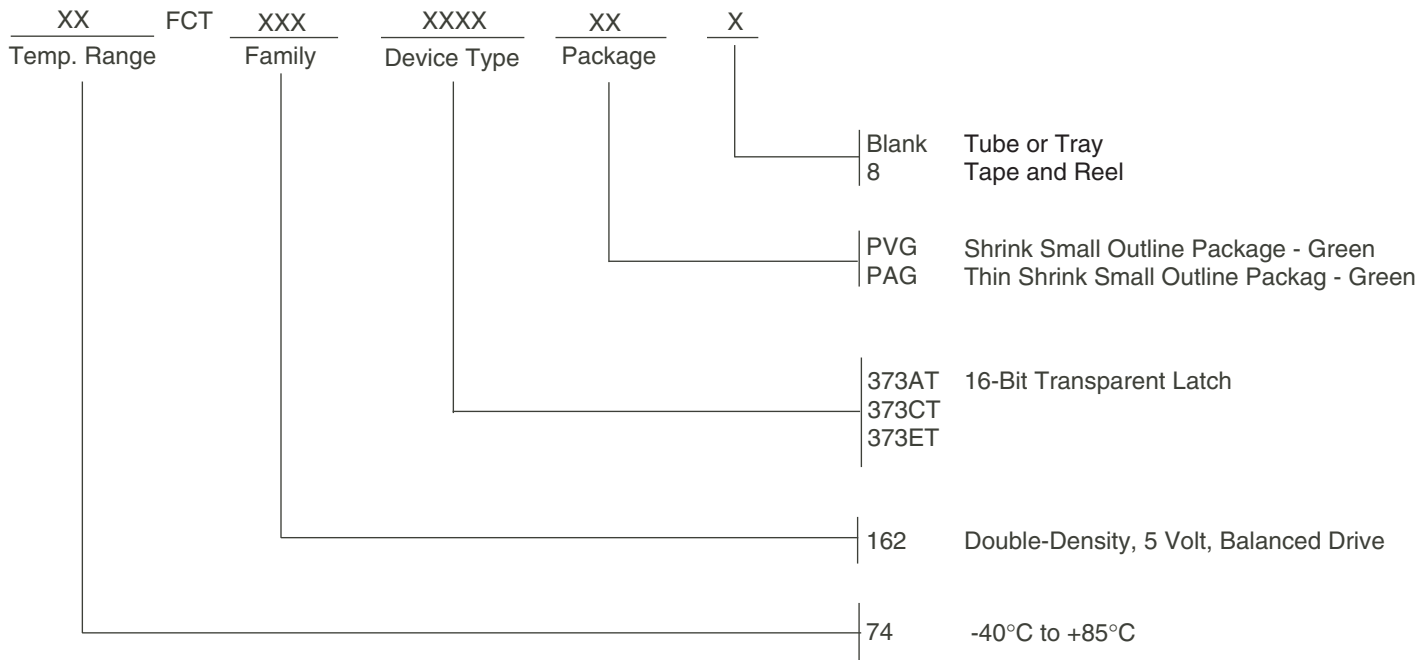 XX FCT XXX XXXX XX X
Temp. Range Family Device Type Package
Blank Tube or Tray
8 Tape and Reel
PVG Shrink Small Outline Package - Green
PAG Thin Shrink Small Outline Packag - Green
373AT 16-Bit Transparent Latch
373CT
373ET
162 Double-Density, 5 Volt, Balanced Drive
74 -40°C to +85°C